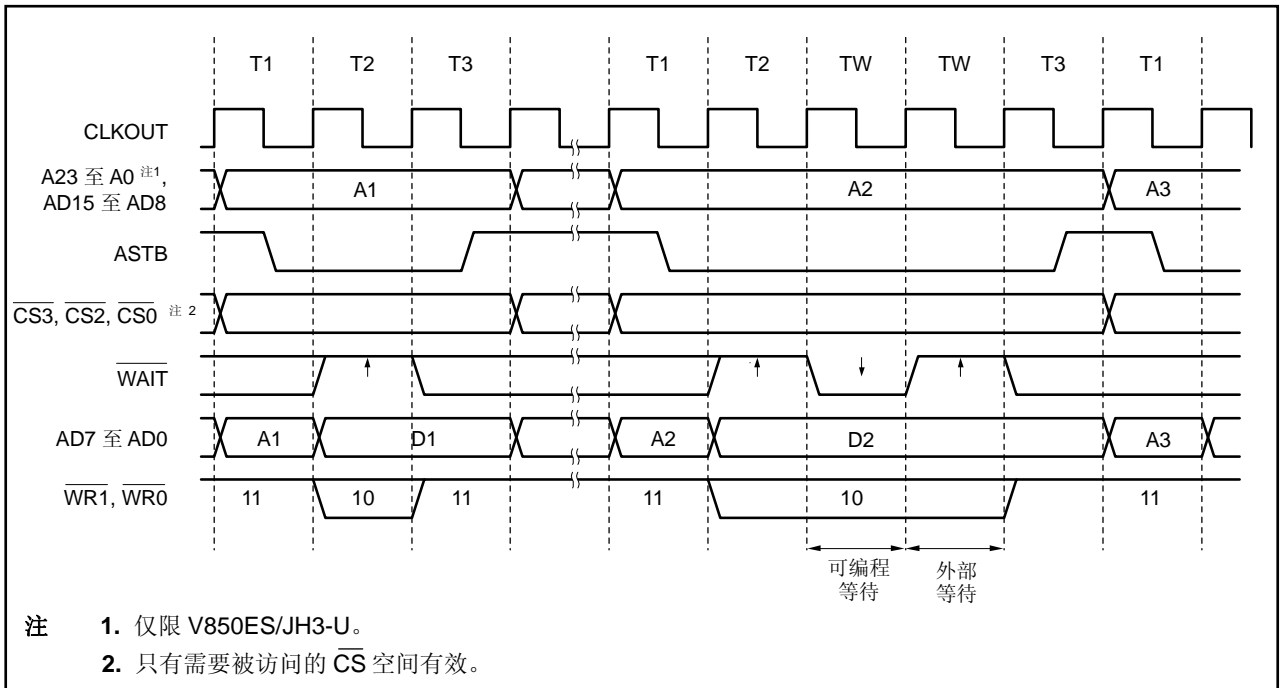 T1 T2 T3 T1 T2 TW TW T3 T1
CLKOUT
A23 至 A0 注1,
AD15 至 AD8
A1 A2 A3
ASTB
CS3, CS2, CS0 注 2
WAIT
AD7 至 AD0
A1 D1 A2 D2 A3
WR1, WR0
11 10 11 11 10 11
可编程
等待
外部
等待
注 1. 仅限 V850ES/JH3-U。
2. 只有需要被访问的 CS 空间有效。